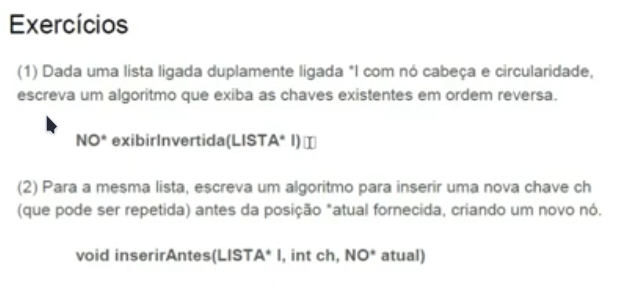 Exercícios
(1) Dada uma lista ligada duplamente ligada *l com nó cabeça e circularidade,
escreva um algoritmo que exiba as chaves existentes em ordem reversa.
NO* exibirInvertida(LISTA* l)
(2) Para a mesma lista, escreva um algoritmo para inserir uma nova chave ch
(que pode ser repetida) antes da posição *atual fornecida, criando um novo nó.
void inserirAntes(LISTA* l, int ch, NO* atual)